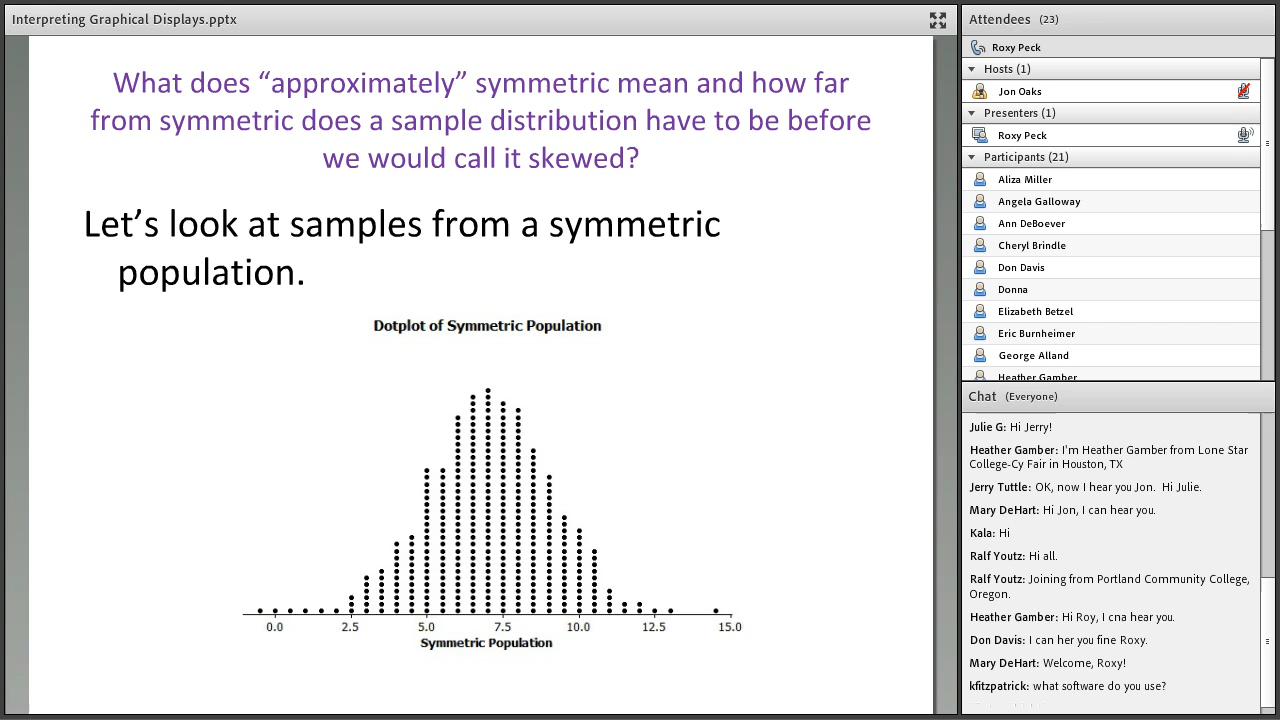 Interpreting Graphical Displays.pptx
What does “approximately” symmetric mean and how far
from symmetric does a sample distribution have to be before
we would call it skewed?
Let’s look at samples from a symmetric
population.
Dotplot of Symmetric Population
0.0 2.5 5.0 7.5 10.0 12.5 15.0
Symmetric Population
Attendees (23)
Roxy Peck
Hosts (1)
Jon Oaks
Presenters (1)
Roxy Peck
Participants (21)
Aliza Miller
Angela Galloway
Ann DeBoever
Cheryl Brindle
Don Davis
Donna
Elizabeth Betzel
Eric Burnheimer
George Alland
Heather Gamber
Chat (Everyone)
Julie G: Hi Jerry!
Heather Gamber: I'm Heather Gamber from Lone Star
College-Cy Fair in Houston, TX
Jerry Tuttle: OK, now I hear you Jon. Hi Julie.
Mary DeHart: Hi Jon, I can hear you.
Kala: Hi
Ralf Youtz: Hi all.
Ralf Youtz: Joining from Portland Community College,
Oregon.
Heather Gamber: Hi Roy, I cna hear you.
Don Davis: I can her you fine Roxy.
Mary DeHart: Welcome, Roxy!
kfitzpatrick: what software do you use?